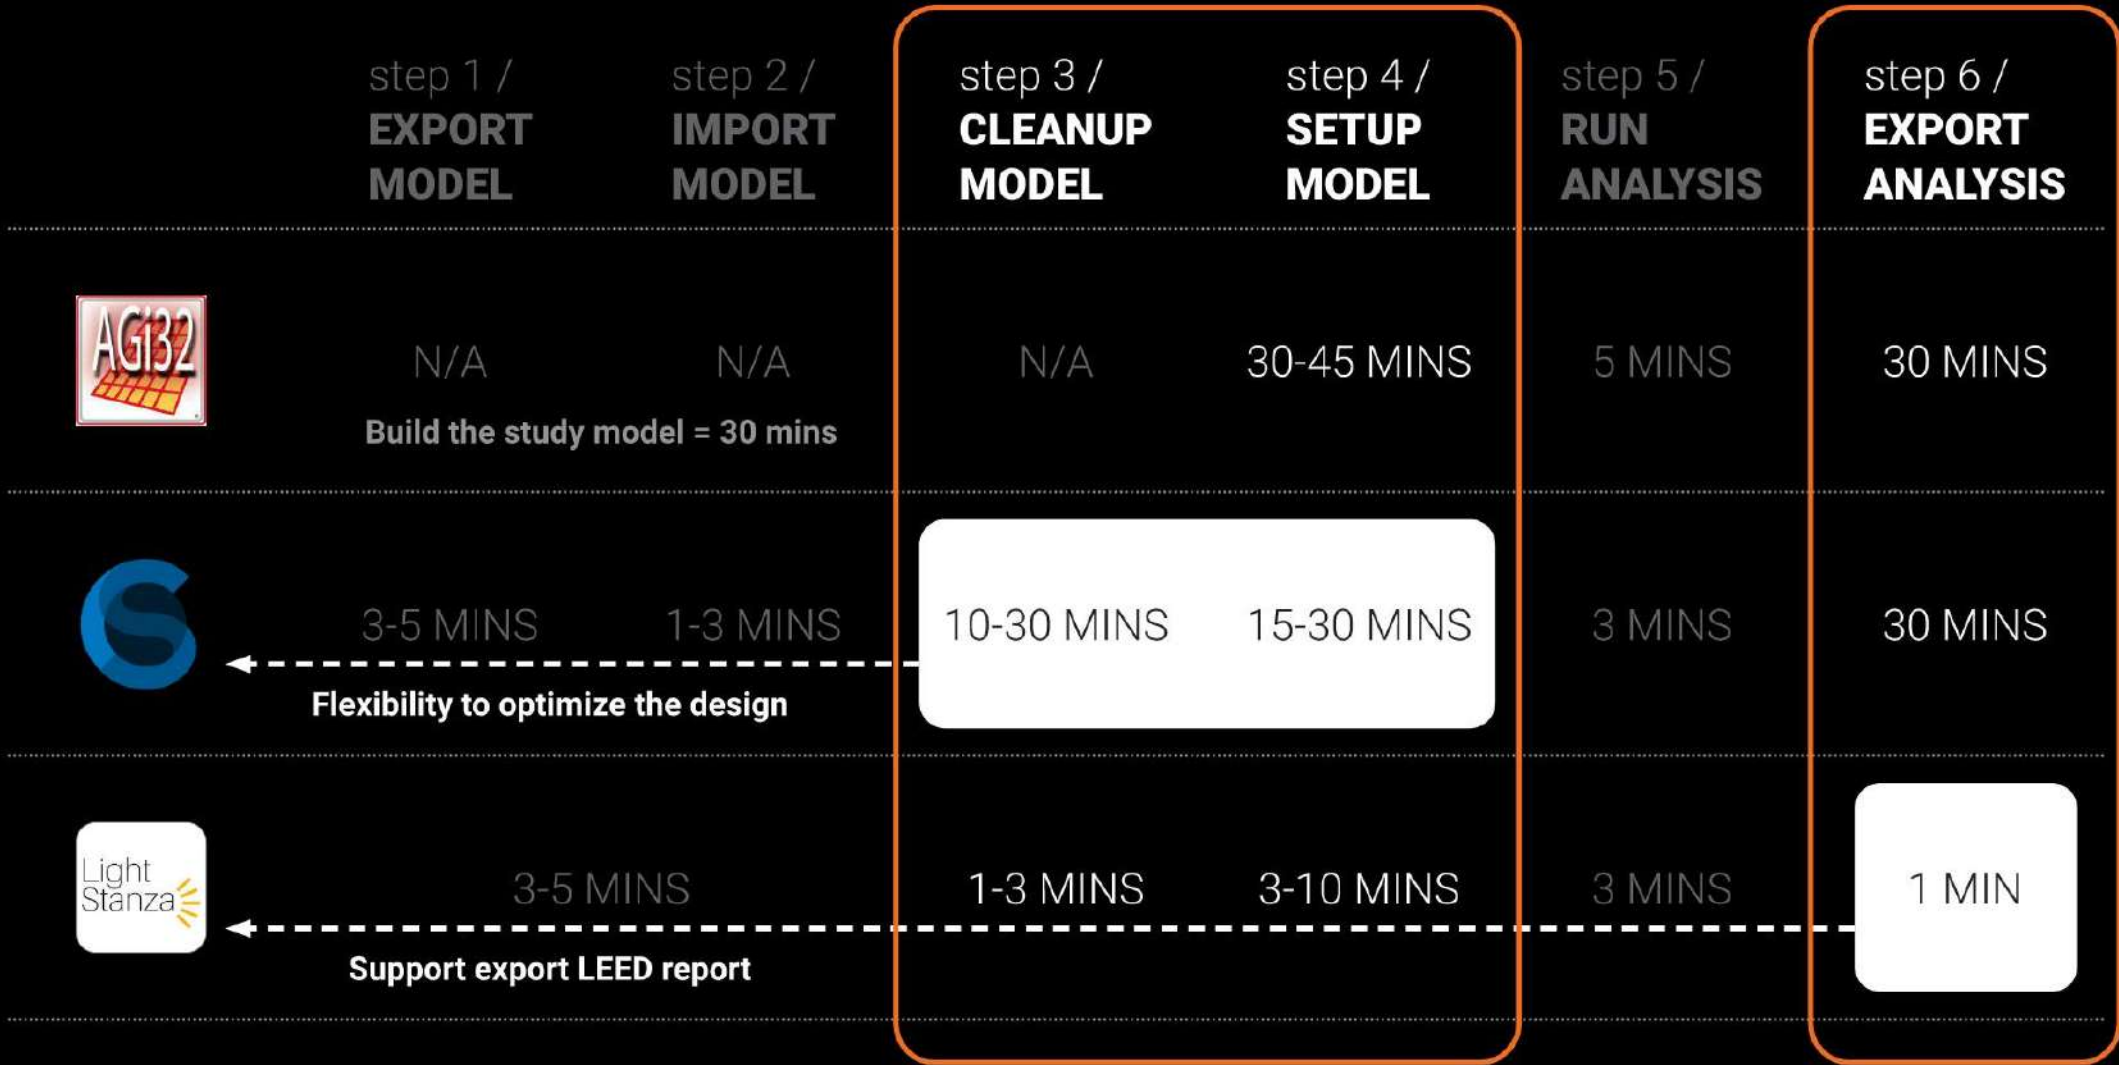 step 1 /
EXPORT
MODEL
step 2 /
IMPORT
MODEL
step 3 /
CLEANUP
MODEL
step 4 /
SETUP
MODEL
step 5 /
RUN
ANALYSIS
step 6 /
EXPORT
ANALYSIS
AGi32
N/A
N/A
N/A
30-45 MINS
5 MINS
30 MINS
Build the study model = 30 mins
3-5 MINS
1-3 MINS
10-30 MINS
15-30 MINS
3 MINS
30 MINS
Flexibility to optimize the design
Light
Stanza
3-5 MINS
1-3 MINS
3-10 MINS
3 MINS
1 MIN
Support export LEED report